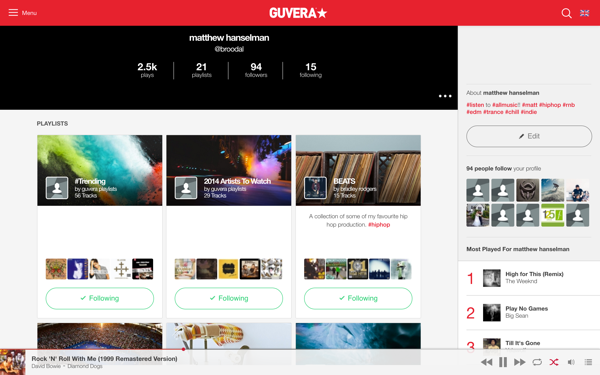 Menu
GUVERA
matthew hanselman
@broodal
2.5k
plays
21
playlists
94
followers
15
following
About matthew hanselman
#listen to #allmusic!! #matt #hiphop #rnb
#edm #trance #chill #indie
Edit
94 people follow your profile
PLAYLISTS
#Trending
by guvera playlists
56 Tracks
Following
2014 Artists To Watch
by guvera playlists
29 Tracks
Following
BEATS
by bradley rodgers
15 Tracks
A collection of some of my favourite hip
hop production. #hiphop
Following
Most Played For matthew hanselman
1
High for This (Remix)
The Weeknd
2
Play No Games
Big Sean
3
Till It's Gone
Rock 'N' Roll With Me (1999 Remastered Version)
David Bowie • Diamond Dogs